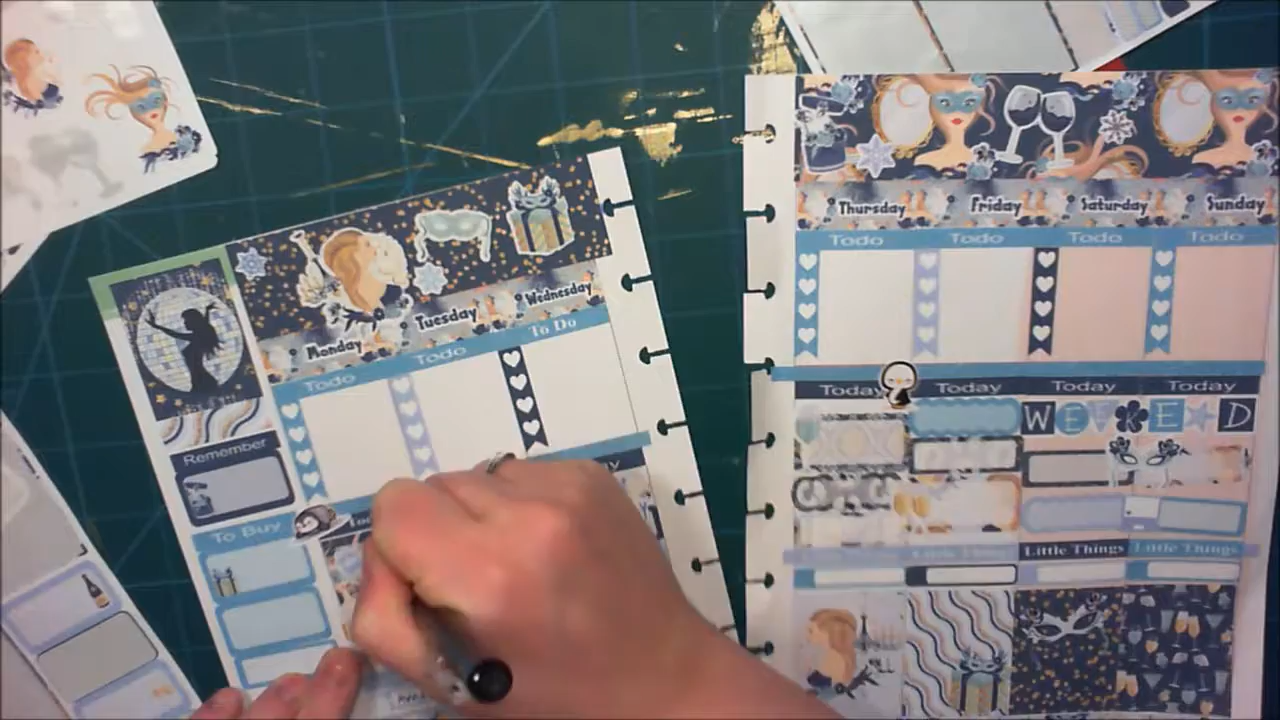 Monday Tuesday Wednesday
Todo Todo To Do
Remember
To Buy
Thursday Friday Saturday Sunday
Todo Todo Todo Todo
Today Today Today Today
WEEKED
Little Things Little Things Little Things